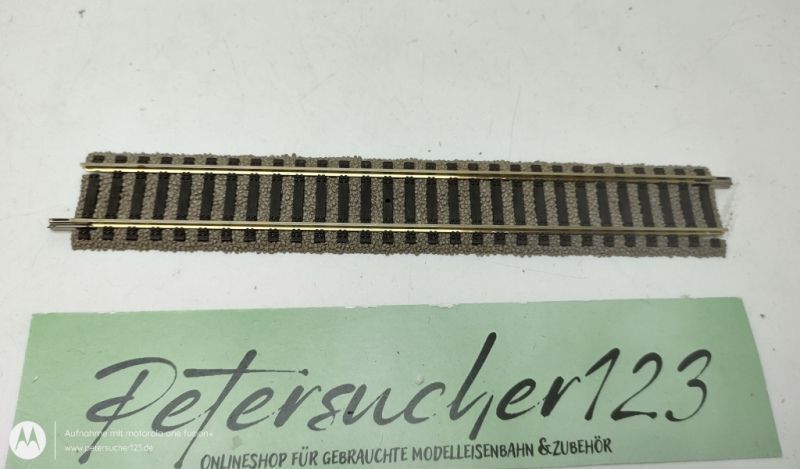 Petersucher123
ONLINESHOP FÜR GEBRAUCHTE MODELLEISENBAHN & ZUBEHÖR
Aufnahme mit motorola one fusion+
www.petersucher123.de